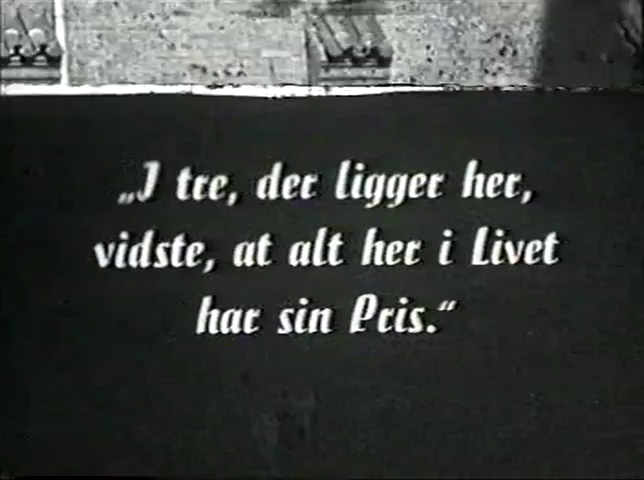 „I tre, der ligger her,
vidste, at alt her i Livet
har sin Pris.“